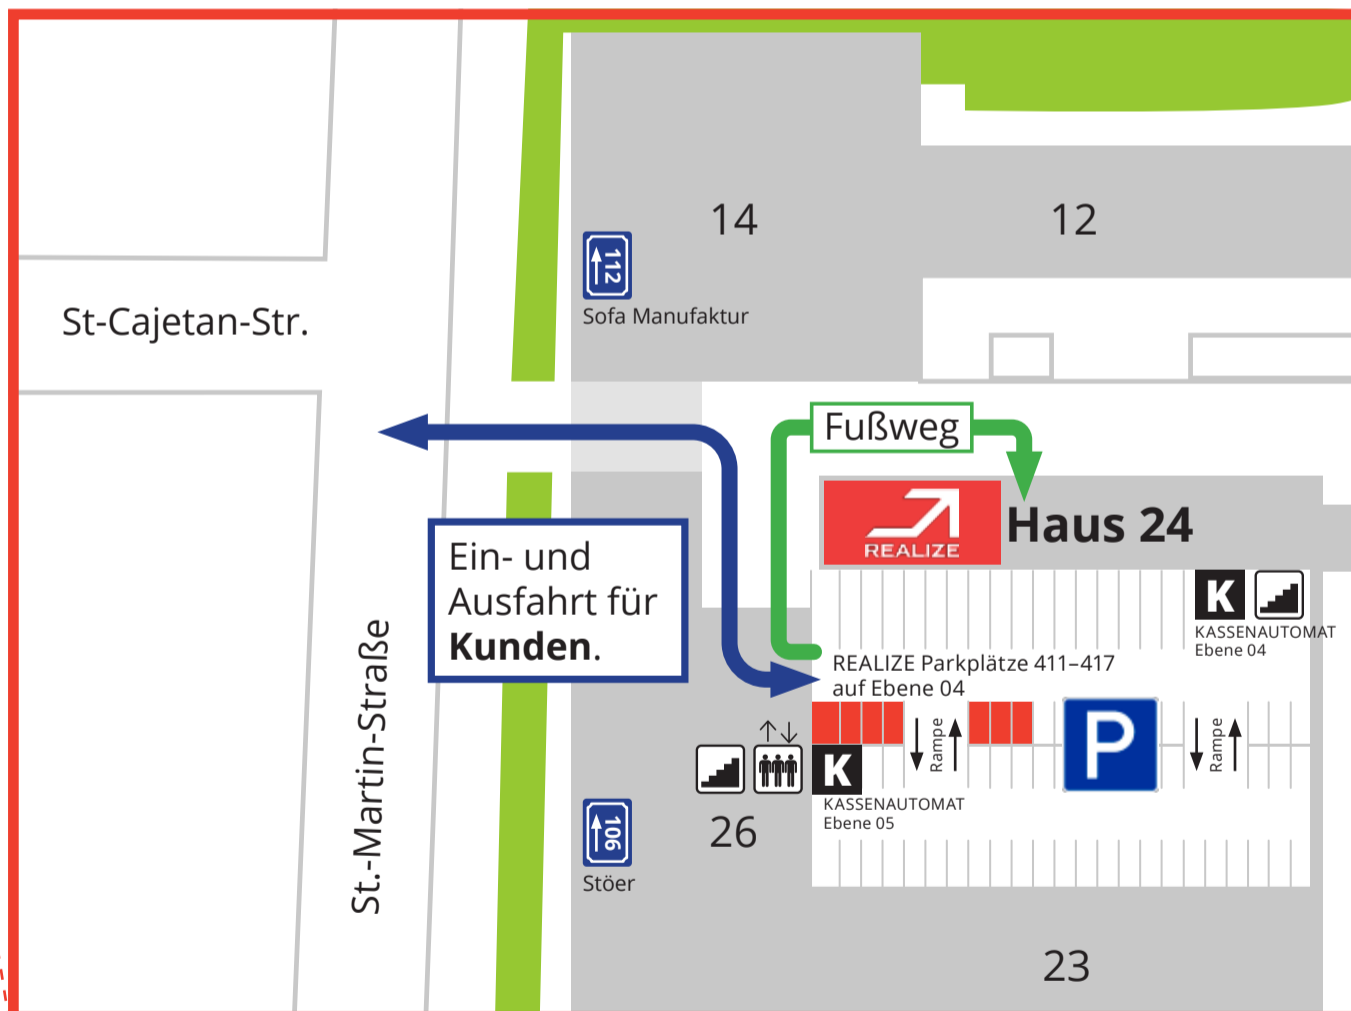 14
12
112
Sofa Manufaktur
St-Cajetan-Str.
Fußweg
REALIZE
Haus 24
Ein- und
Ausfahrt für
Kunden.
K
KASSENAUTOMAT
Ebene 04
REALIZE Parkplätze 411–417
auf Ebene 04
St.-Martin-Straße
Rampe
P
Rampe
K
KASSENAUTOMAT
Ebene 05
26
106
Stöer
23